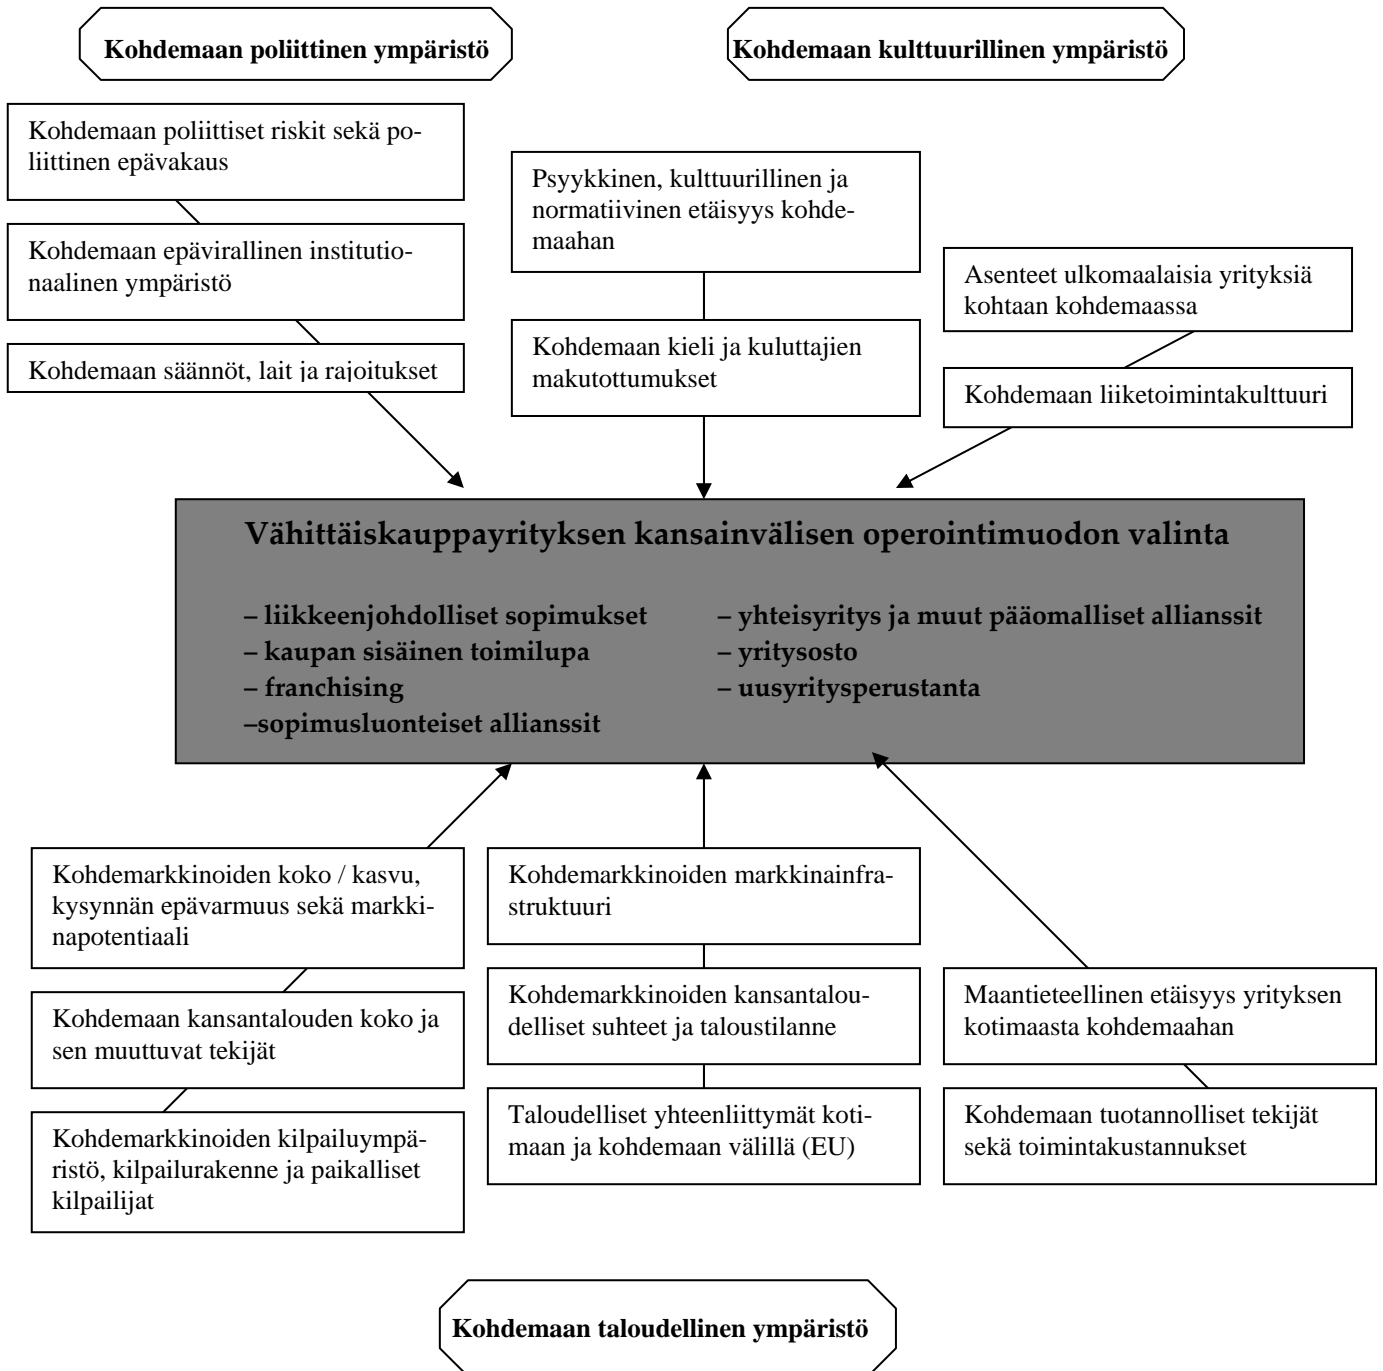 Kohdemaan poliittinen ympäristö
Kohdemaan kulttuurillinen ympäristö
Kohdemaan poliittiset riskit sekä po-
liittinen epävakaus
Kohdemaan epävirallinen institutio-
naalinen ympäristö
Kohdemaan säännöt, lait ja rajoitukset
Psyykkinen, kulttuurillinen ja
normatiivinen etäisyys kohde-
maahan
Kohdemaan kieli ja kuluttajien
makutottumukset
Asenteet ulkomaalaisia yrityksiä
kohtaan kohdemaassa
Kohdemaan liiketoimintakulttuuri
Vähittäiskauppayrityksen kansainvälisen operointimuodon valinta
– liikkeenjohdolliset sopimukset
– kaupan sisäinen toimilupa
– franchising
–sopimusluonteiset allianssit
– yhteisyritys ja muut pääomalliset allianssit
– yritysosto
– uusyritysperustanta
Kohdemarkkinoiden koko / kasvu,
kysynnän epävarmuus sekä markki-
napotentiaali
Kohdemaan kansantalouden koko ja
sen muuttuvat tekijät
Kohdemarkkinoiden kilpailuympä-
ristö, kilpailurakenne ja paikalliset
kilpailijat
Kohdemarkkinoiden markkinainfra-
struktuuri
Kohdemarkkinoiden kansantalou-
delliset suhteet ja taloustilanne
Taloudelliset yhteenliittymät koti-
maan ja kohdemaan välillä (EU)
Maantieteellinen etäisyys yrityksen
kotimaasta kohdemaahan
Kohdemaan tuotannolliset tekijät
sekä toimintakustannukset
Kohdemaan taloudellinen ympäristö